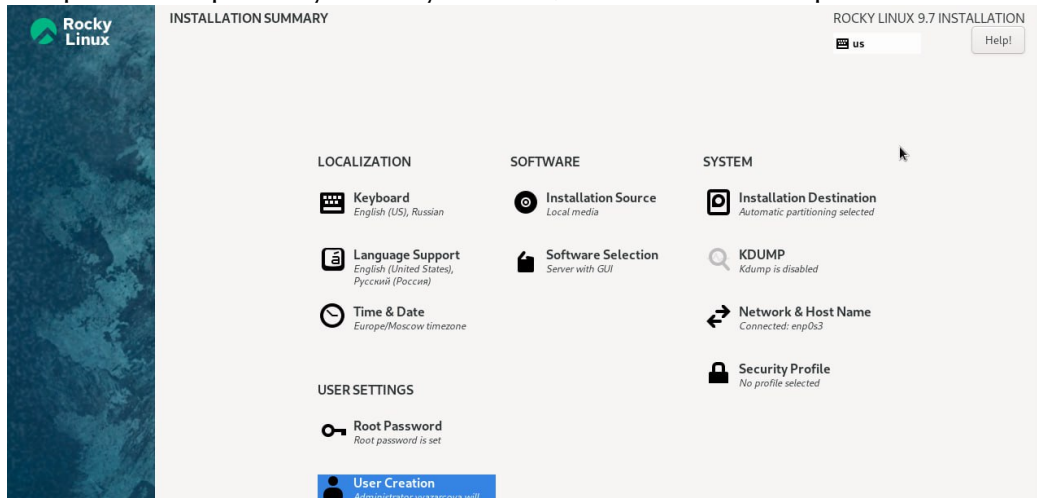 Rocky
Linux
INSTALLATION SUMMARY
ROCKY LINUX 9.7 INSTALLATION
us
Help!
LOCALIZATION
Keyboard
English (US), Russian
Language Support
English (United States),
Русский (Россия)
Time & Date
Europe/Moscow timezone
SOFTWARE
Installation Source
Local media
Software Selection
Server with GUI
SYSTEM
Installation Destination
Automatic partitioning selected
KDUMP
Kdump is disabled
Network & Host Name
Connected: enp0s3
Security Profile
No profile selected
USER SETTINGS
Root Password
Root password is set
User Creation
Administrator will